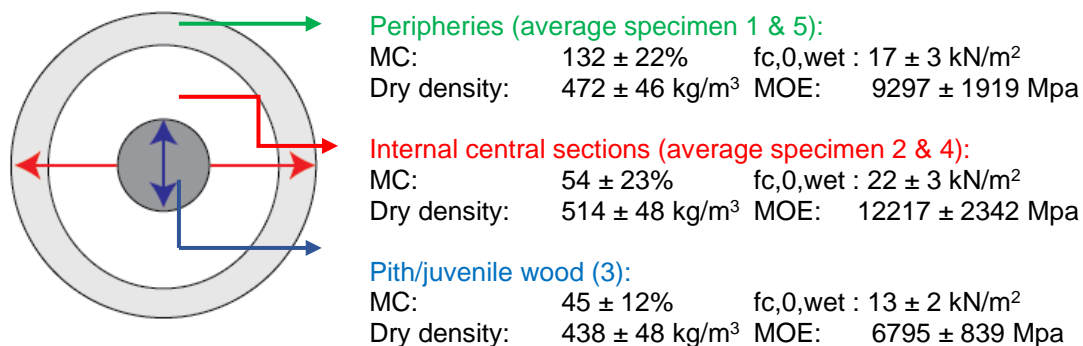 Peripheries (average specimen 1 & 5):
MC: 132 ± 22% fc,0,wet : 17 ± 3 kN/m²
Dry density: 472 ± 46 kg/m³ MOE: 9297 ± 1919 Mpa
Internal central sections (average specimen 2 & 4):
MC: 54 ± 23% fc,0,wet : 22 ± 3 kN/m²
Dry density: 514 ± 48 kg/m³ MOE: 12217 ± 2342 Mpa
Pith/juvenile wood (3):
MC: 45 ± 12% fc,0,wet : 13 ± 2 kN/m²
Dry density: 438 ± 48 kg/m³ MOE: 6795 ± 839 Mpa